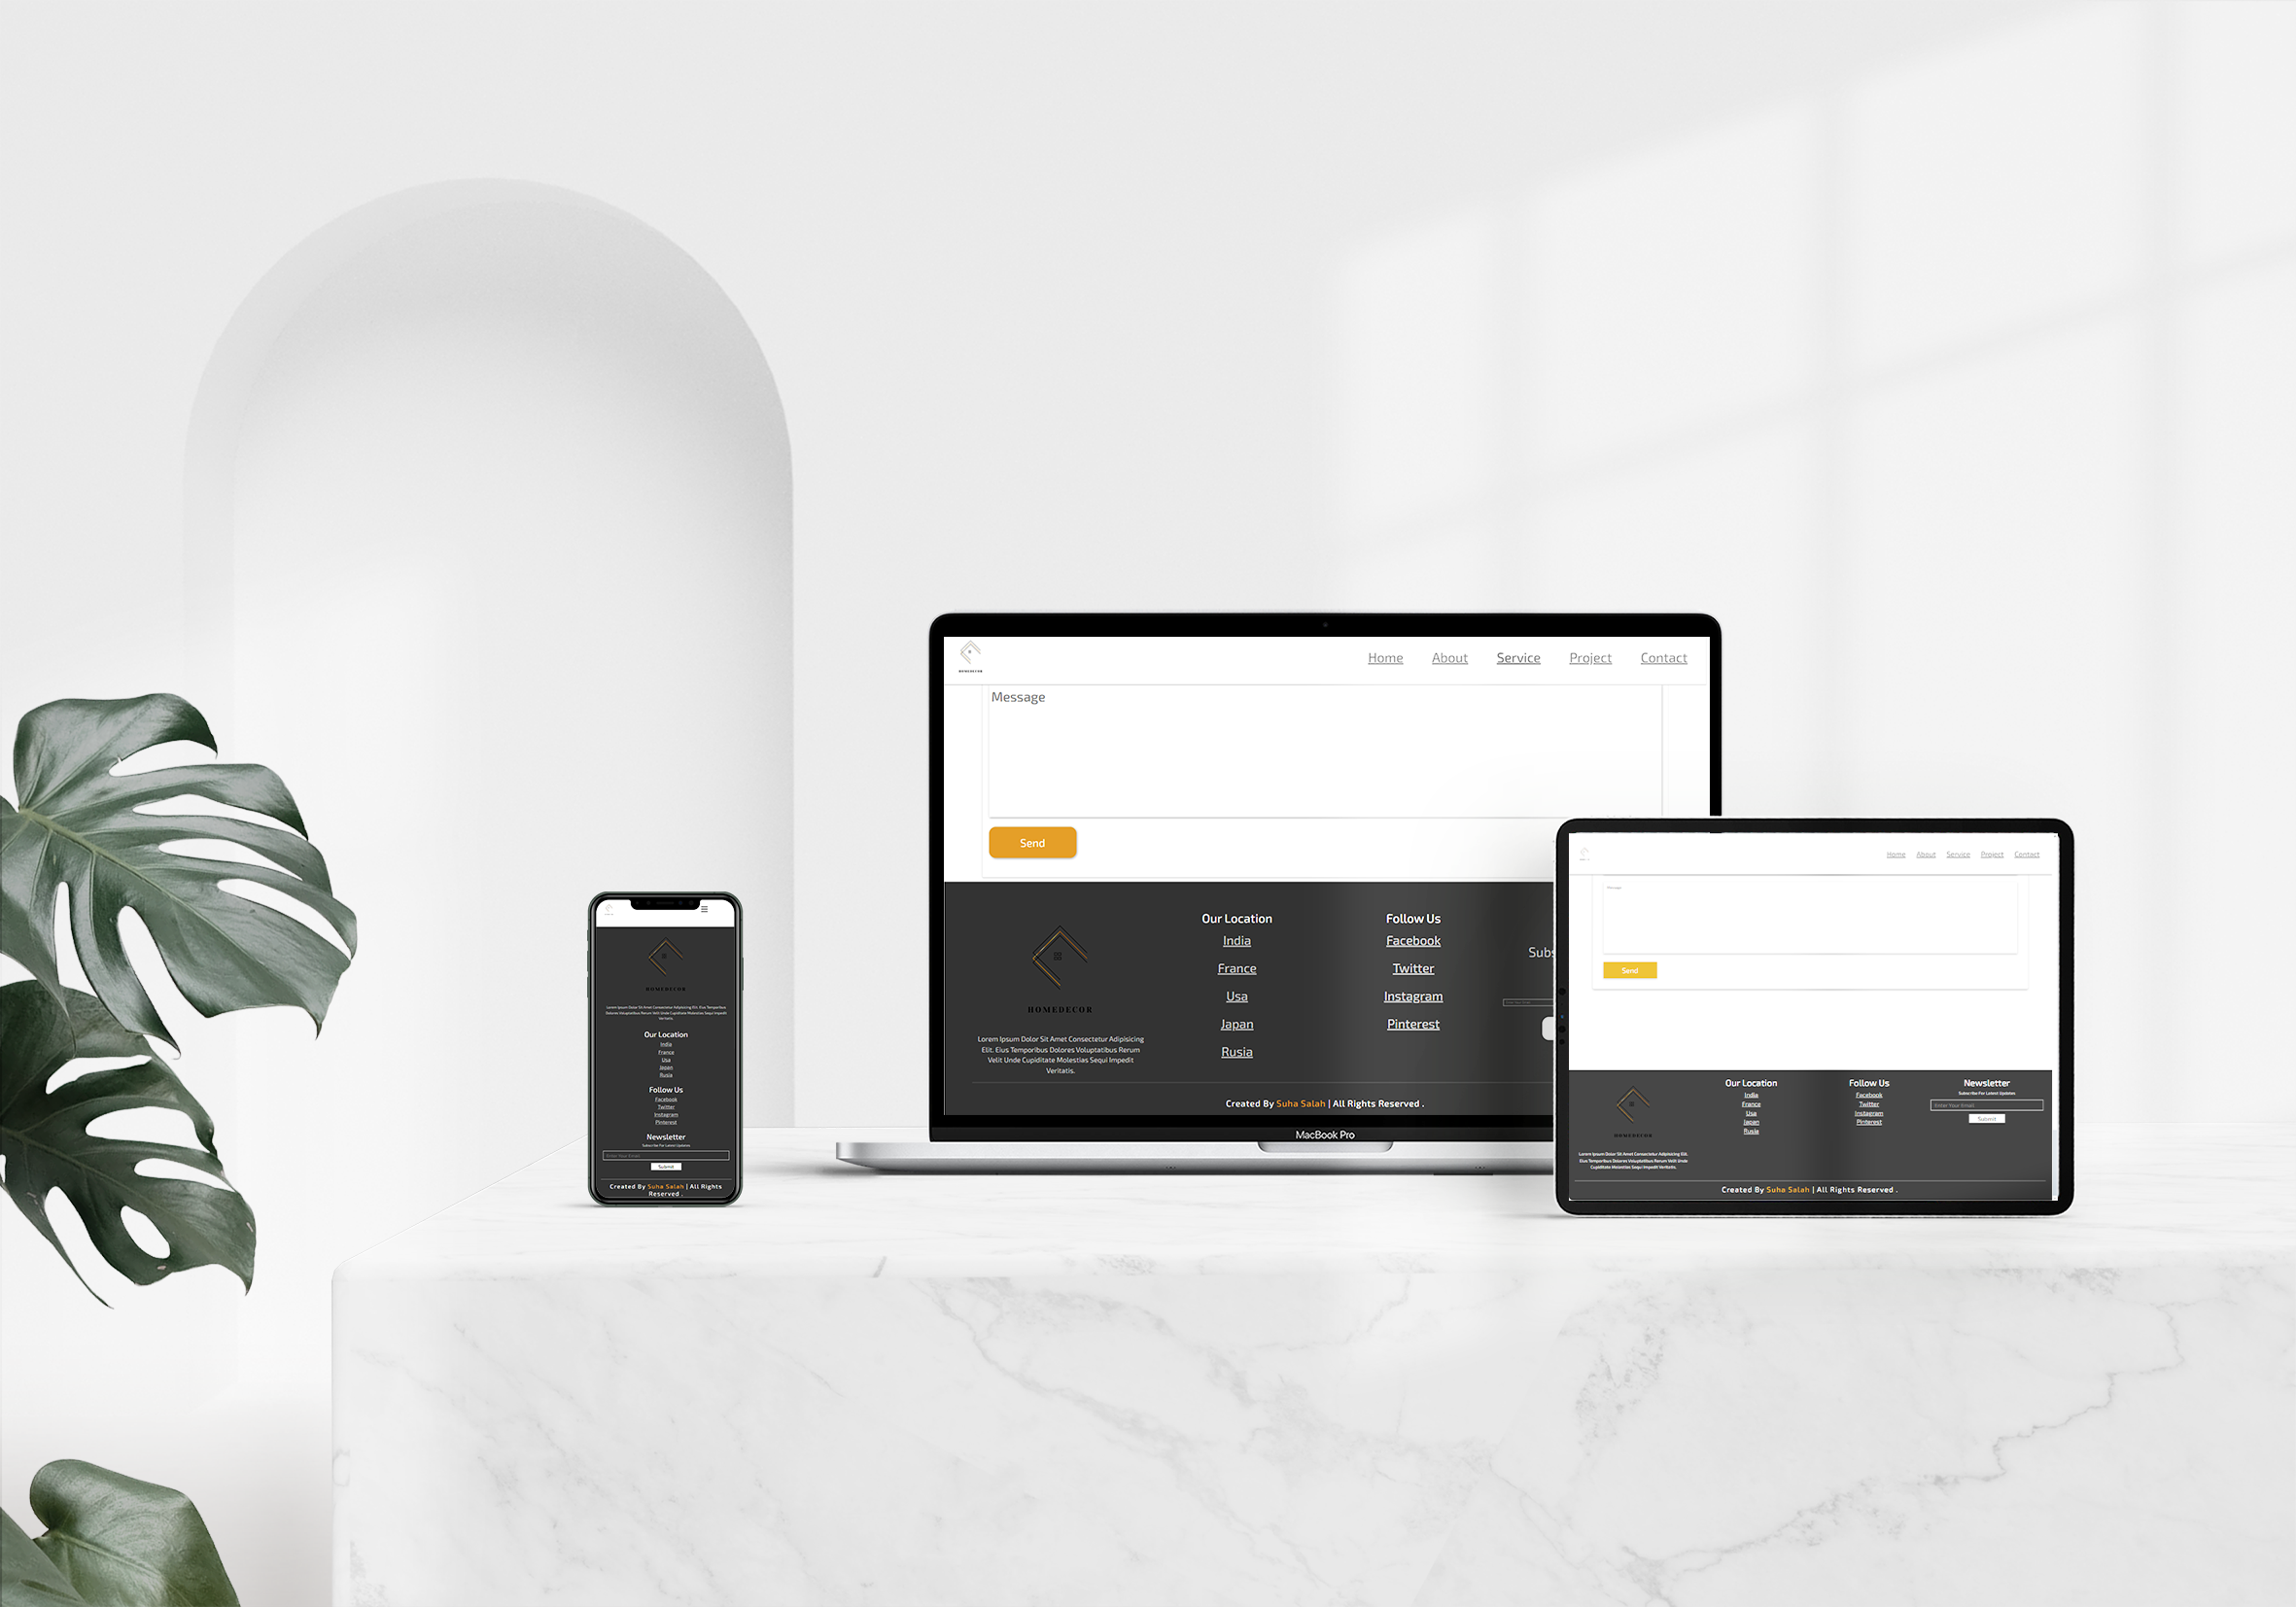 HOMEDECOR
Home About Service Project Contact
Message
Send
HOMEDECOR
Lorem Ipsum Dolor Sit Amet Consectetur Adipisicing
Elit. Eius Temporibus Dolores Voluptatibus Rerum
Velit Unde Cupiditate Molestias Sequi Impedit
Veritatis.
Our Location
India
France
Usa
Japan
Rusia
Follow Us
Facebook
Twitter
Instagram
Pinterest
Subs
Enter Your Email
Created By Suha Salah | All Rights Reserved .
MacBook Pro
HOMEDECOR
Lorem Ipsum Dolor Sit Amet Consectetur Adipisicing Elit. Eius Temporibus
Dolores Voluptatibus Rerum Velit Unde Cupiditate Molestias Sequi Impedit
Veritatis.
Our Location
India
France
Usa
Japan
Rusia
Follow Us
Facebook
Twitter
Instagram
Pinterest
Newsletter
Subscribe For Latest Updates
Enter Your Email
Submit
Created By Suha Salah | All Rights
Reserved .
Home About Service Project Contact
Message
Send
HOMEDECOR
Lorem Ipsum Dolor Sit Amet Consectetur Adipisicing Elit.
Eius Temporibus Dolores Voluptatibus Rerum Velit Unde
Cupiditate Molestias Sequi Impedit Veritatis.
Our Location
India
France
Usa
Japan
Rusia
Follow Us
Facebook
Twitter
Instagram
Pinterest
Newsletter
Subscribe For Latest Updates
Enter Your Email
Submit
Created By Suha Salah | All Rights Reserved .